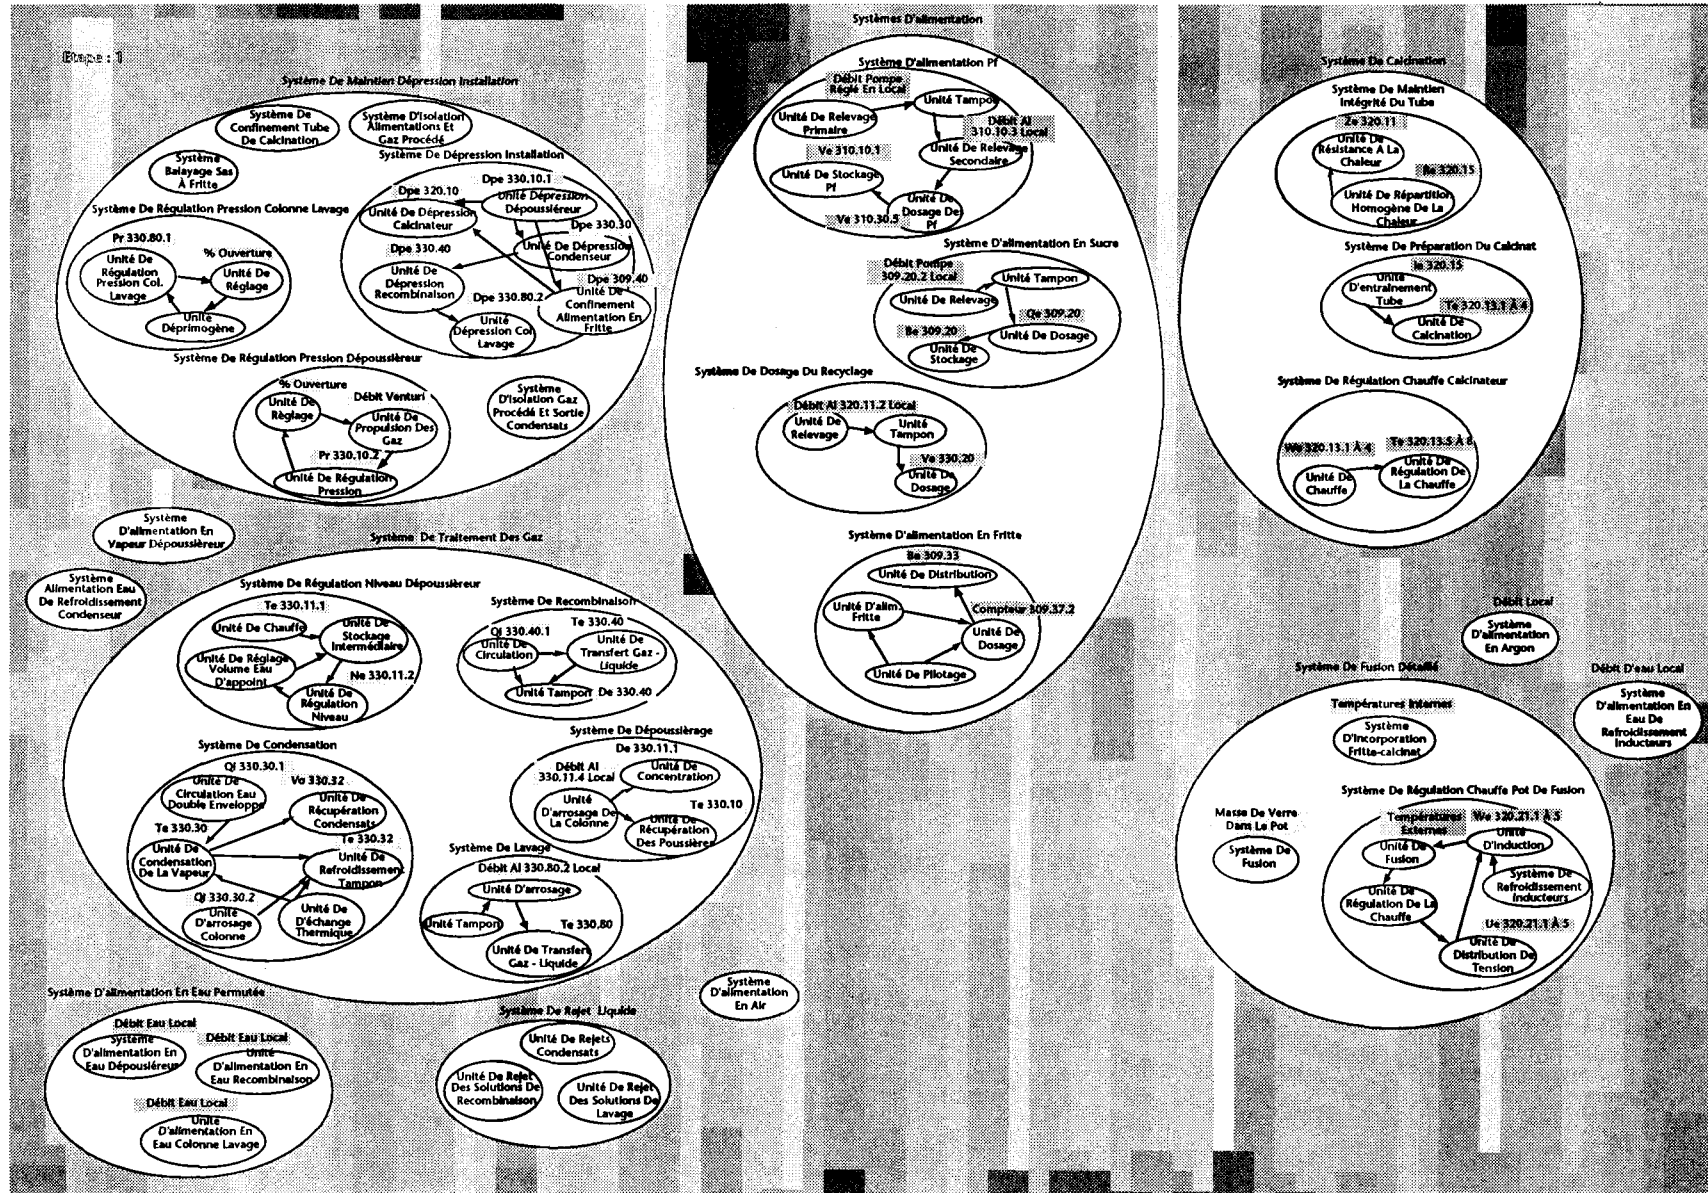 Etape : 1
Système De Maintien Dépression Installation
Système De
Confinement Tube
De Calcination
Système D'isolation
Alimentations Et
Gaz Procédé
Système
Balayage Sas
À Fritte
Système De Dépression Installation
Dpe 330.10.1
Dpe 320.10
Unité Dépression
Dépoussiéreur
Unité De Dépression
Calcinateur
Dpe 330.30
Unité De Dépression
Condenseur
Dpe 330.40
Unité De
Dépression
Recombinaison
Dpe 309.40
Unité De
Confinement
Alimentation En
Fritte
Dpe 330.80.2
Unité
Dépression Col
Lavage
Système De Régulation Pression Colonne Lavage
Pr 330.80.1
Unité De
Régulation
Pression Col.
Lavage
% Ouverture
Unité De
Réglage
Unité
Déprimogène
Système De Régulation Pression Dépoussièreur
% Ouverture
Unité De
Règlage
Débit Venturi
Unité De
Propulsion Des
Gaz
Pr 330.10.2
Unité De Régulation
Pression
Système
D'isolation Gaz
Procédé Et Sortie
Condensats
Système
D'alimentation En
Vapeur Dépoussièreur
Système
Alimentation Eau
De Refroidissement
Condenseur
Système De Traitement Des Gaz
Système De Régulation Niveau Dépoussièreur
Te 330.11.1
Unité De Chauffe
Unité De
Stockage
Intermédiaire
Unité De Réglage
Volume Eau
D'appoint
Ne 330.11.2
Unité De
Régulation
Niveau
Système De Recombinaison
Te 330.40
Qi 330.40.1
Unité De
Circulation
Unité De
Transfert Gaz -
Liquide
Unité Tampon
De 330.40
Système De Condensation
Qi 330.30.1
Unité De
Circulation Eau
Double Enveloppe
Va 330.32
Unité De
Récupération
Condensats
Te 330.30
Unité De
Condensation
De La Vapeur
Te 330.32
Unité De
Refroidissement
Tampon
Qi 330.30.2
Unité
D'arrosage
Colonne
Unité De
D'échange
Thermique
Système De Dépoussièrage
De 330.11.1
Unité De
Concentration
Débit Al
330.11.4 Local
Unité
D'arrosage De
La Colonne
Te 330.10
Unité De
Récupération
Des Poussières
Système De Lavage
Débit Al 330.80.2 Local
Unité D'arrosage
Unité Tampon
Te 330.80
Unité De Transfert
Gaz - Liquide
Système D'alimentation En Eau Permutée
Débit Eau Local
Système
D'alimentation En
Eau Dépousiéreur
Débit Eau Local
Unité
D'alimentation En
Eau Recombinaison
Débit Eau Local
Unité
D'alimentation En
Eau Colonne Lavage
Système De Rejet Liquide
Unité De Rejets
Condensats
Unité De Rejet
Des Solutions De
Recombinaison
Unité De Rejet
Des Solutions De
Lavage
Système
D'alimentation
En Air
Systèmes D'alimentation
Système D'alimentation Pf
Débit Pompe
Réglé En Local
Unité De Relevage
Primaire
Unité Tampon
Débit Al
310.10.3 Local
Unité De Relevage
Secondaire
Ve 310.10.1
Unité De Stockage
Pf
Unité De
Dosage Des
Pf
Ve 310.30.5
Système D'alimentation En Sucre
Débit Pompe
309.20.2 Local
Unité Tampon
Unité De Relevage
Qe 309.20
Unité De Dosage
Be 309.20
Unité De
Stockage
Système De Dosage Du Recyclage
Débit Al 320.11.2 Local
Unité De
Relevage
Unité
Tampon
Ve 330.20
Unité De
Dosage
Système D'alimentation En Fritte
Be 309.33
Unité De Distribution
Unité D'alim.
Fritte
Compteur 309.37.2
Unité De
Dosage
Unité De Pilotage
Système De Calcination
Système De Maintien
Intégrité Du Tube
Ze 320.11
Unité De
Résistance A La
Chaleur
Re 320.15
Unité De Répartition
Homogène De La
Chaleur
Système De Préparation Du Calcinat
Ie 320.15
Unité
D'entraînement
Tube
Te 320.13.1 À 4
Unité De
Calcination
Système De Régulation Chauffe Calcinateur
We 320.13.1 À 4
Unité De
Chauffe
Te 320.13.5 À 8
Unité De
Régulation De
La Chauffe
Débit Local
Système
D'alimentation
En Argon
Débit D'eau Local
Système
D'alimentation En
Eau De
Refroidissement
Inducteurs
Système De Fusion Détaillé
Températures Internes
Système
D'incorporation
Fritte-calcinat
Masse De Verre
Dans Le Pot
Système De
Fusion
Système De Régulation Chauffe Pot De Fusion
Températures
Externes
Unité De
Fusion
We 320.21.1 À 5
Unité
D'induction
Système De
Refroidissement
Inducteurs
Unité De
Régulation De La
Chauffe
Ue 320.21.1 À 5
Unité De
Distribution De
Tension